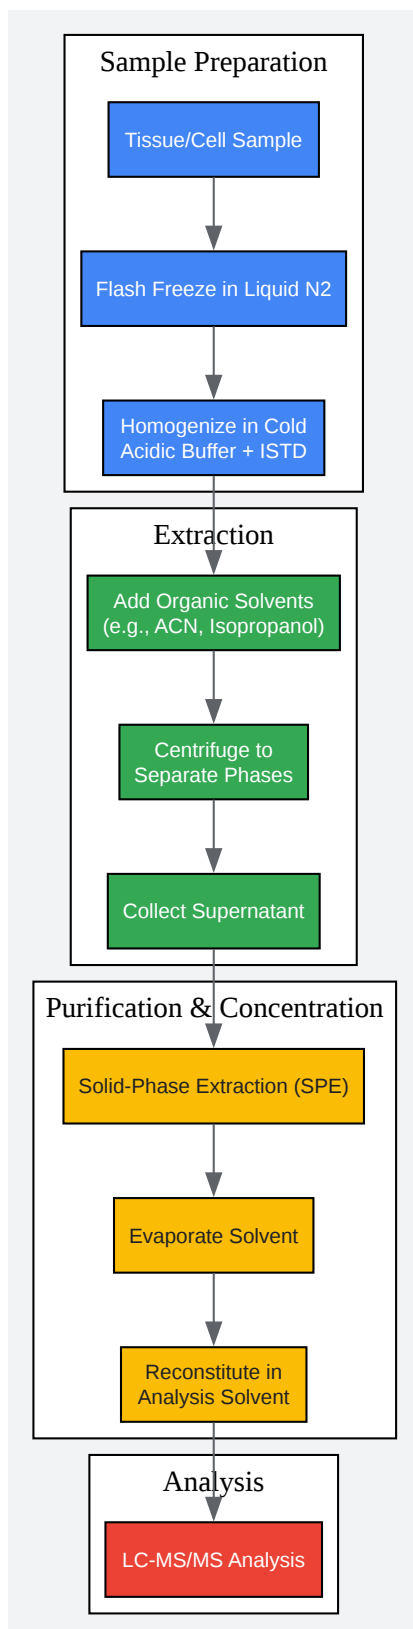 Sample Preparation
Tissue/Cell Sample
Flash Freeze in Liquid N2
Homogenize in Cold
Acidic Buffer + ISTD
Extraction
Add Organic Solvents
(e.g., ACN, Isopropanol)
Centrifuge to
Separate Phases
Collect Supernatant
Purification & Concentration
Solid-Phase Extraction (SPE)
Evaporate Solvent
Reconstitute in
Analysis Solvent
Analysis
LC-MS/MS Analysis